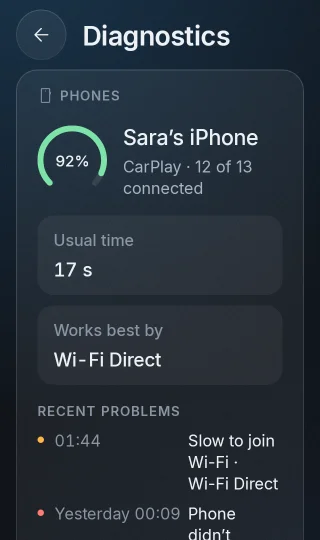 Diagnostics
PHONES
92%
Sara’s iPhone
CarPlay · 12 of 13
connected
Usual time
17 s
Works best by
Wi-Fi Direct
RECENT PROBLEMS
01:44 Slow to join
Wi-Fi ·
Wi-Fi Direct
Yesterday 00:09 Phone
didn’t